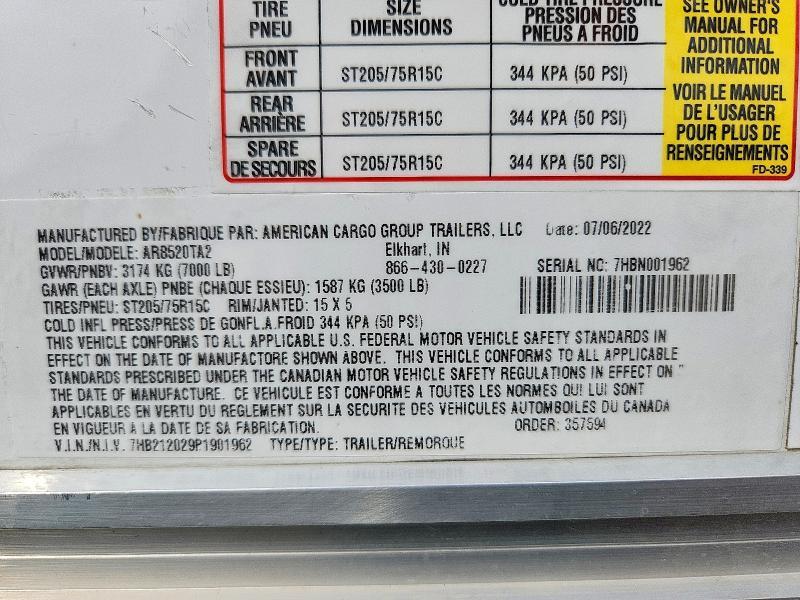 TIRE SIZE COLD TIRE PRESSURE
PNEU DIMENSIONS PRESSION DES
PNEUS A FROID
FRONT
AVANT ST205/75R15C 344 KPA (50 PSI)
REAR
ARRIÈRE ST205/75R15C 344 KPA (50 PSI)
SPARE
DE SECOURS ST205/75R15C 344 KPA (50 PSI)
SEE OWNER'S
MANUAL FOR
ADDITIONAL
INFORMATION
VOIR LE MANUEL
DE L'USAGER
POUR PLUS DE
RENSEIGNEMENTS
FD-339
MANUFACTURED BY/FABRIQUE PAR: AMERICAN CARGO GROUP TRAILERS, LLC Date: 07/06/2022
MODEL/MODELE: AR8520TA2 Elkhart, IN
GVWR/PNBV: 3174 KG (7000 LB) 866-430-0227 SERIAL NO: 7HBN001962
GAWR (EACH AXLE) PNBE (CHAQUE ESSIEU): 1587 KG (3500 LB)
TIRES/PNEU: ST205/75R15C RIM/JANTED: 15 X 5
COLD INFL PRESS/PRESS DE GONFL.A.FROID 344 KPA (50 PSI)
THIS VEHICLE CONFORMS TO ALL APPLICABLE U.S. FEDERAL MOTOR VEHICLE SAFETY STANDARDS IN
EFFECT ON THE DATE OF MANUFACTORE SHOWN ABOVE. THIS VEHICLE CONFORMS TO ALL APPLICABLE
STANDARDS PRESCRIBED UNDER THE CANADIAN MOTOR VEHICLE SAFETY REGULATIONS IN EFFECT ON "
THE DATE OF MANUFACTURE. CE VEHICULE EST CONFORME A TOUTES LES NORMES QUI LUI SONT
APPLICABLES EN VERTU DU REGLEMENT SUR LA SECURITE DES VEHICULES AUTOMBOILES DU CANADA
EN VIGUEUR A LA DATE DE SA FABRICATION. ORDER: 357594
V.I.N./N.I.V. 7HB212029P1901962 TYPE/TYPE: TRAILER/REMORQUE